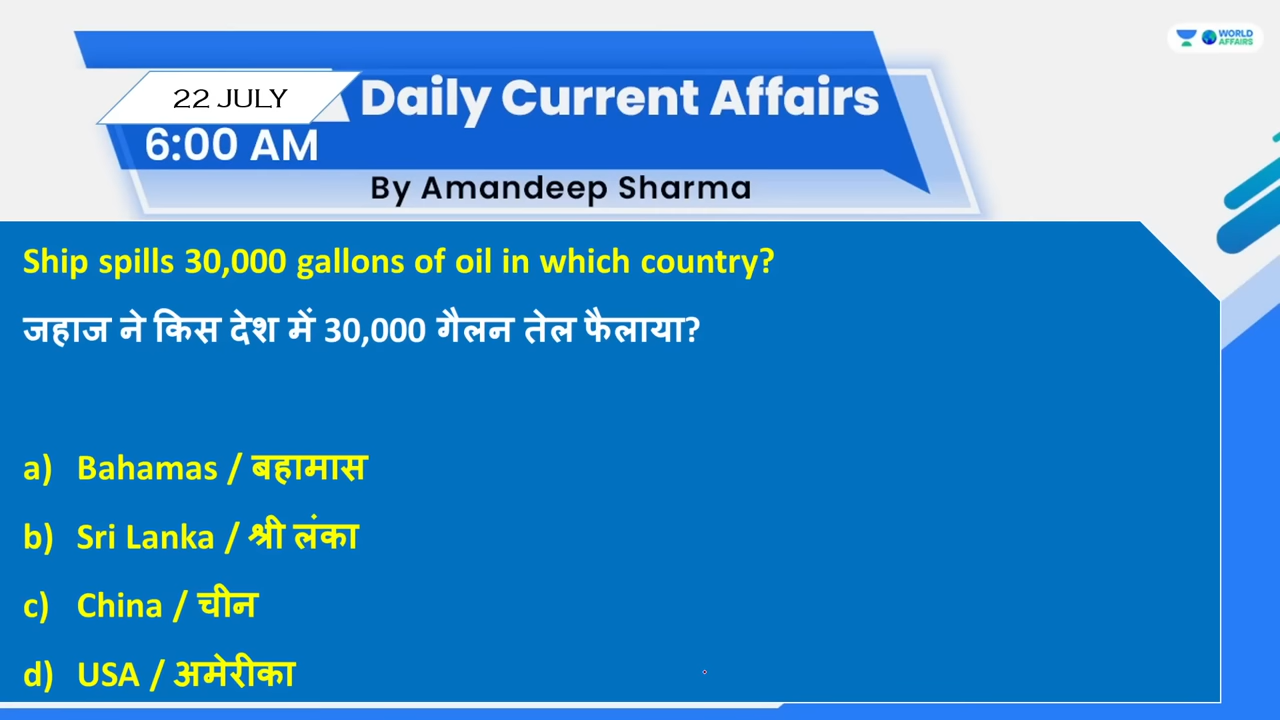 WORLD
AFFAIRS
22 JULY
Daily Current Affairs
6:00 AM
By Amandeep Sharma
Ship spills 30,000 gallons of oil in which country?
जहाज ने किस देश में 30,000 गैलन तेल फैलाया?
a) Bahamas / बहामास
b) Sri Lanka / श्री लंका
c) China / चीन
d) USA / अमेरीका